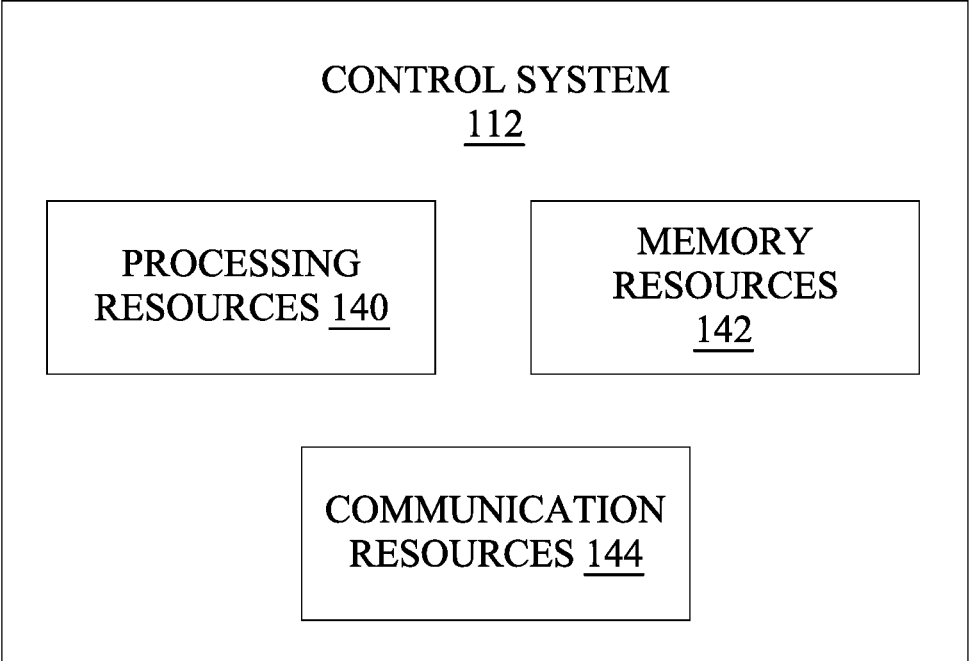 CONTROL SYSTEM
112
PROCESSING
RESOURCES 140
MEMORY
RESOURCES
142
COMMUNICATION
RESOURCES 144